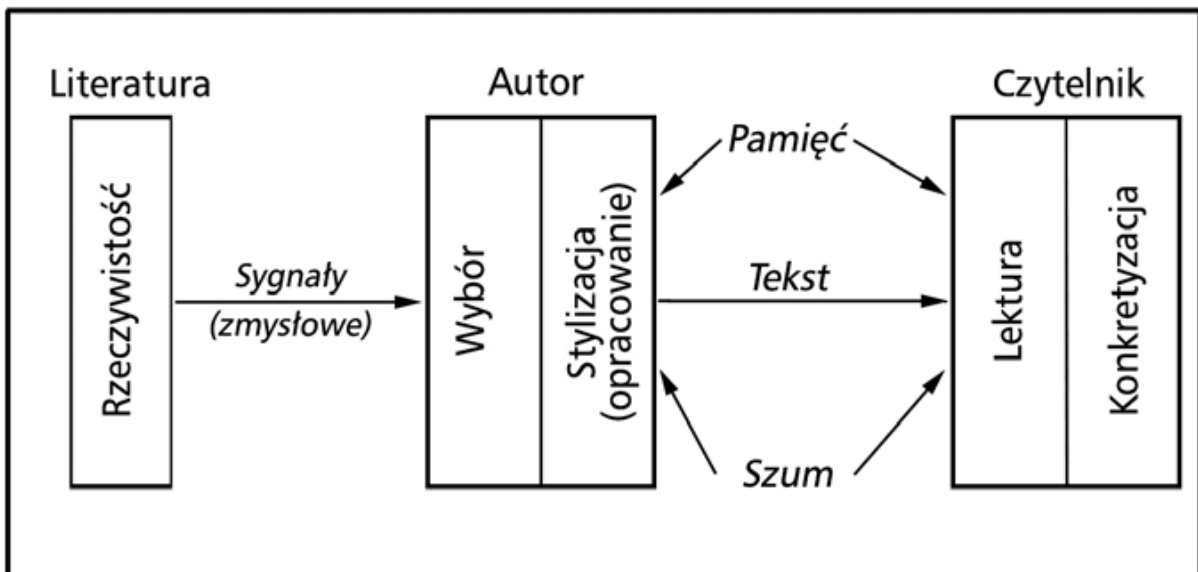 Literatura
Autor
Czytelnik
Rzeczywistość
Sygnały
(zmysłowe)
Wybór
Stylizacja
(opracowanie)
Pamięć
Tekst
Szum
Lektura
Konkretyzacja